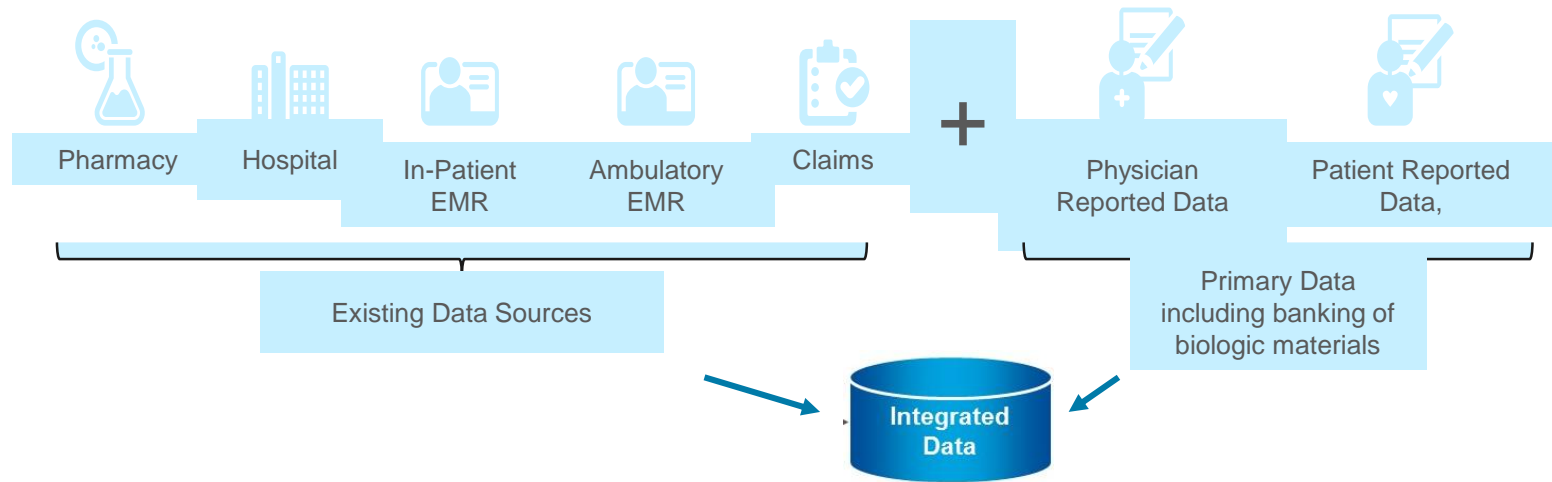 Pharmacy
Hospital
In-Patient
EMR
Ambulatory
EMR
Claims
+
Physician
Reported Data
Patient Reported
Data,
Existing Data Sources
Primary Data
including banking of
biologic materials
Integrated
Data